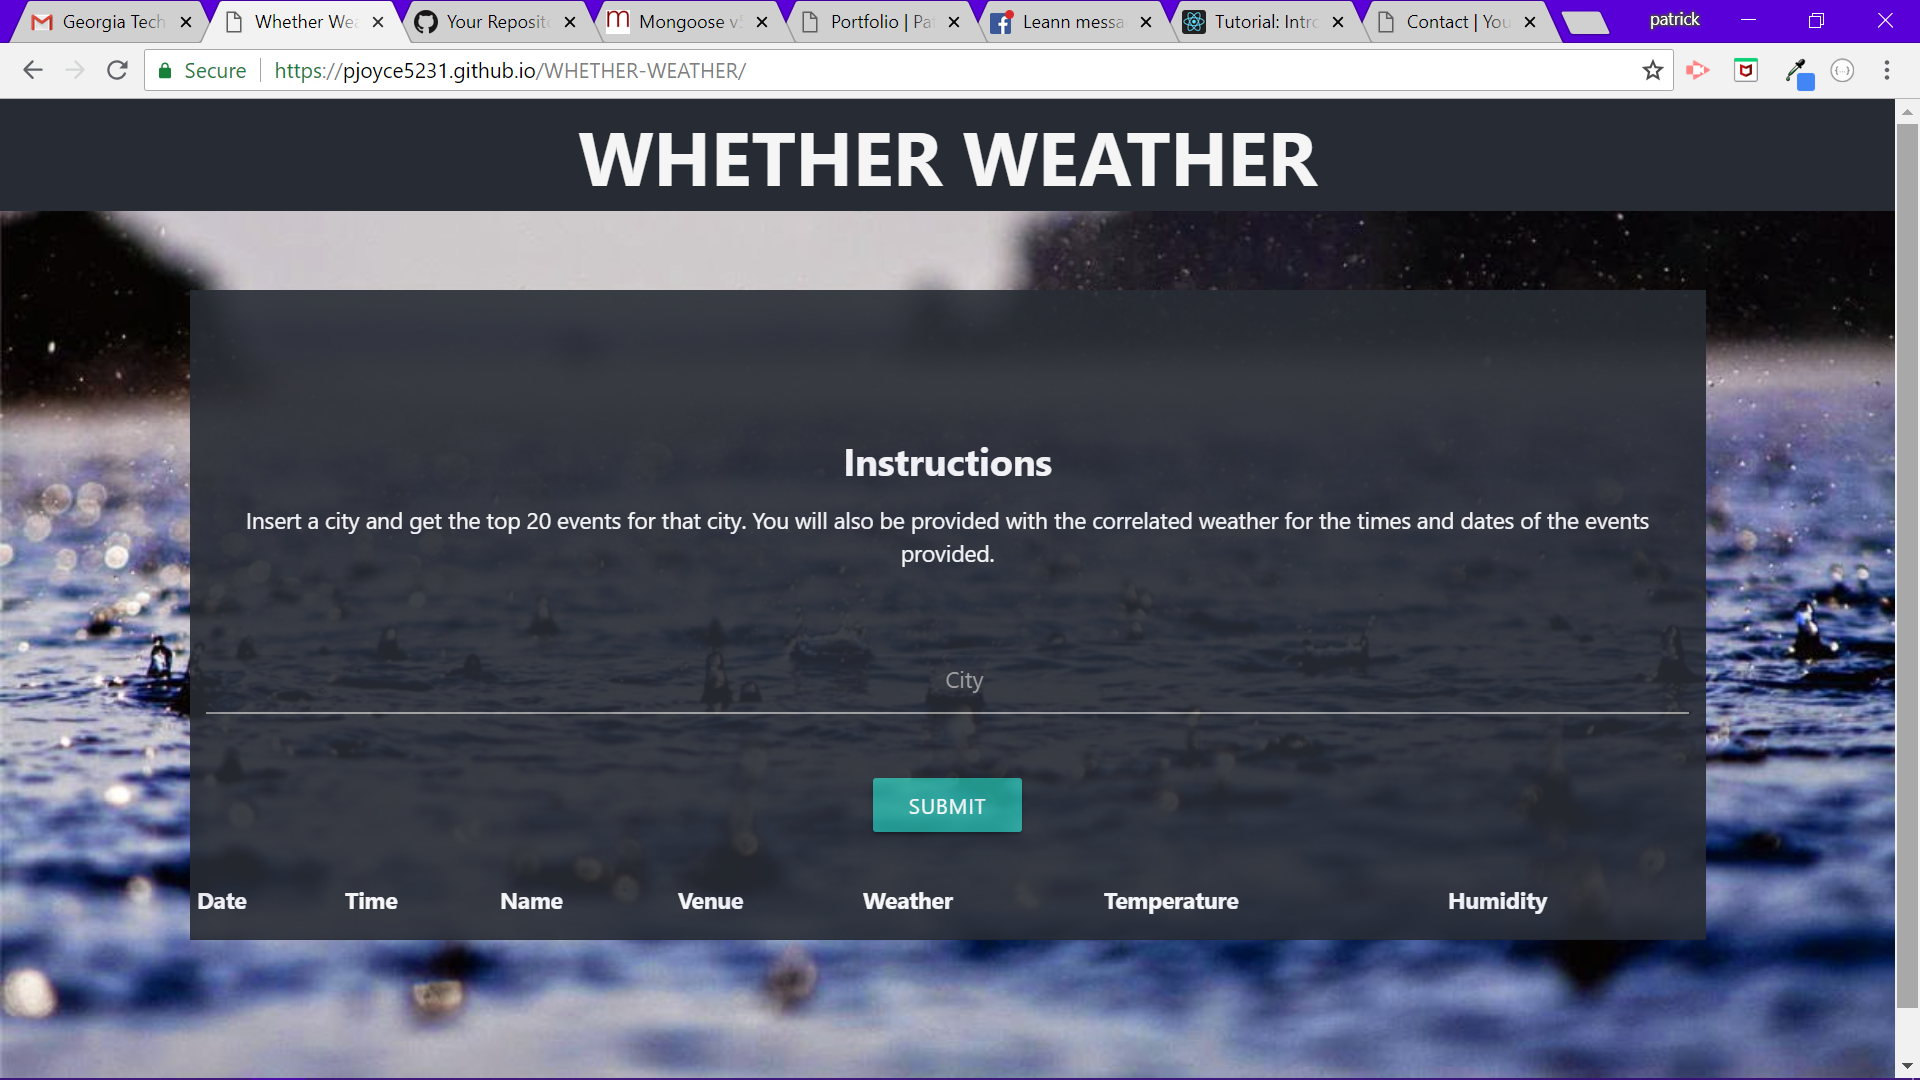 Georgia Tech
Whether Wea
Your Reposit
Mongoose v5
Portfolio | Pa
Leann messa
Tutorial: Intro
Contact | You
patrick
Secure
https://pjoyce5231.github.io/WHETHER-WEATHER/
WHETHER WEATHER
Instructions
Insert a city and get the top 20 events for that city. You will also be provided with the correlated weather for the times and dates of the events
provided.
City
SUBMIT
Date Time Name Venue Weather Temperature Humidity